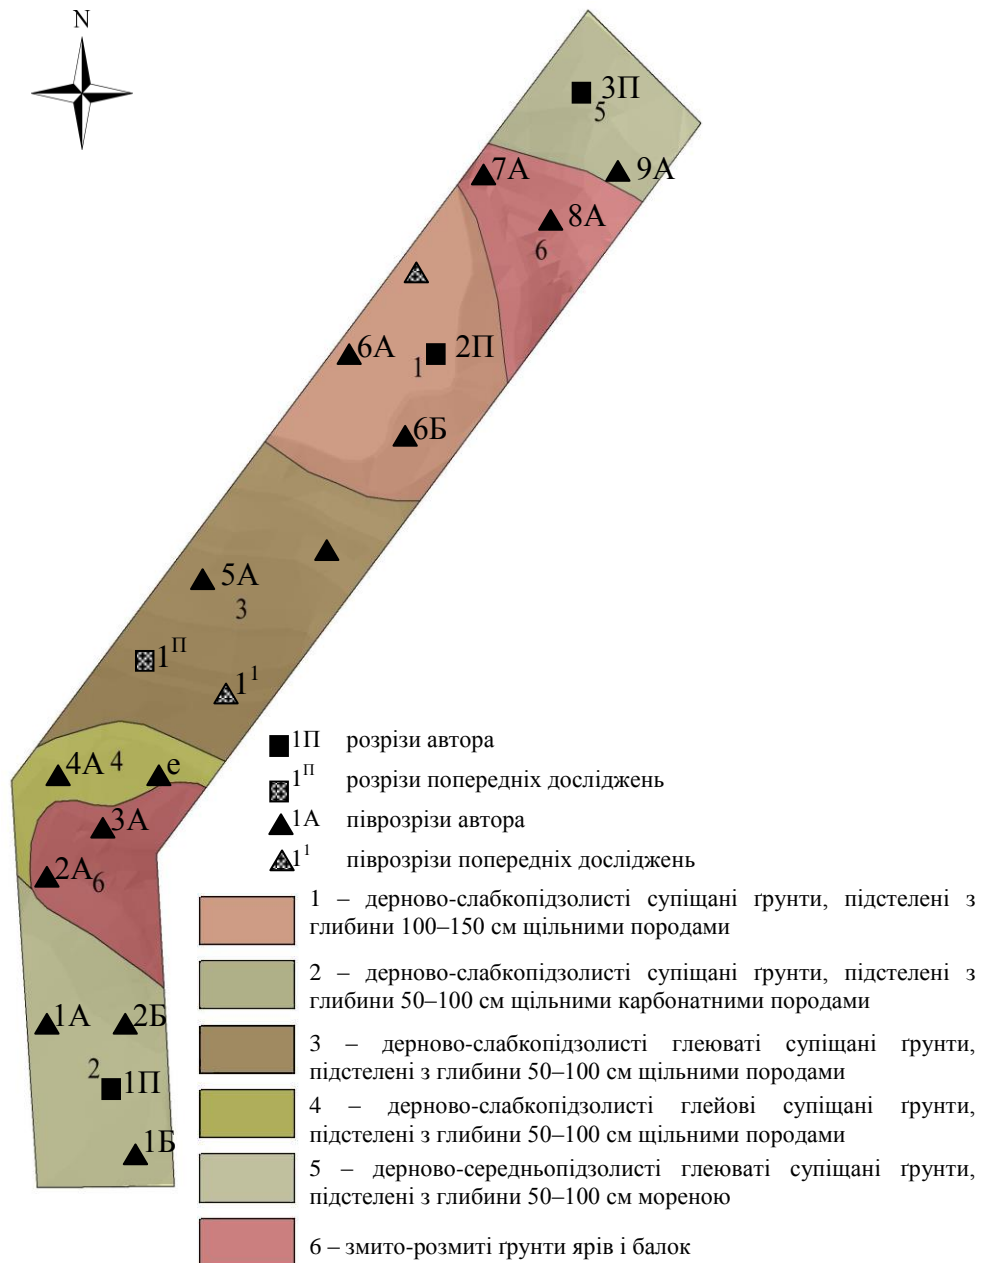 N
3П
5
7А
9А
8А
6
6А
2П
1
6Б
5А
3
1П
11
4А
4
е
3А
2А
6
1А
2Б
2
1П
1Б
1П розрізи автора
1П розрізи попередніх досліджень
1А піврозрізи автора
11 піврозрізи попередніх досліджень
1 – дерново-слабкопідзолисті супіщані ґрунти, підстелені з
глибини 100–150 см щільними породами
2 – дерново-слабкопідзолисті супіщані ґрунти, підстелені з
глибини 50–100 см щільними карбонатними породами
3 – дерново-слабкопідзолисті глеюваті супіщані ґрунти,
підстелені з глибини 50–100 см щільними породами
4 – дерново-слабкопідзолисті глейові супіщані ґрунти,
підстелені з глибини 50–100 см щільними породами
5 – дерново-середньопідзолисті глеюваті супіщані ґрунти,
підстелені з глибини 50–100 см мореною
6 – змито-розмиті ґрунти ярів і балок